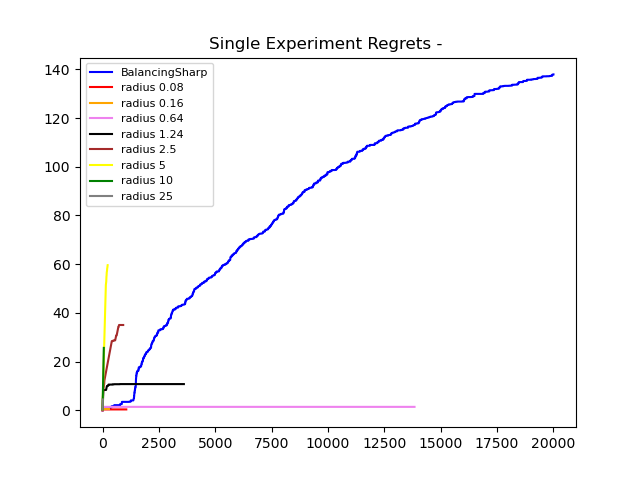 Single Experiment Regrets -
BalancingSharp
radius 0.08
radius 0.16
radius 0.64
radius 1.24
radius 2.5
radius 5
radius 10
radius 25
140
120
100
80
60
40
20
0
0 2500 5000 7500 10000 12500 15000 17500 20000